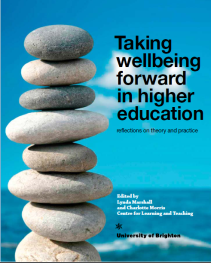 Taking
wellbeing
forward
in higher
education
reflections on theory and practice
Edited by
Lynda Marshall
and Charlotte Morris
Centre for Learning and Teaching
University of Brighton